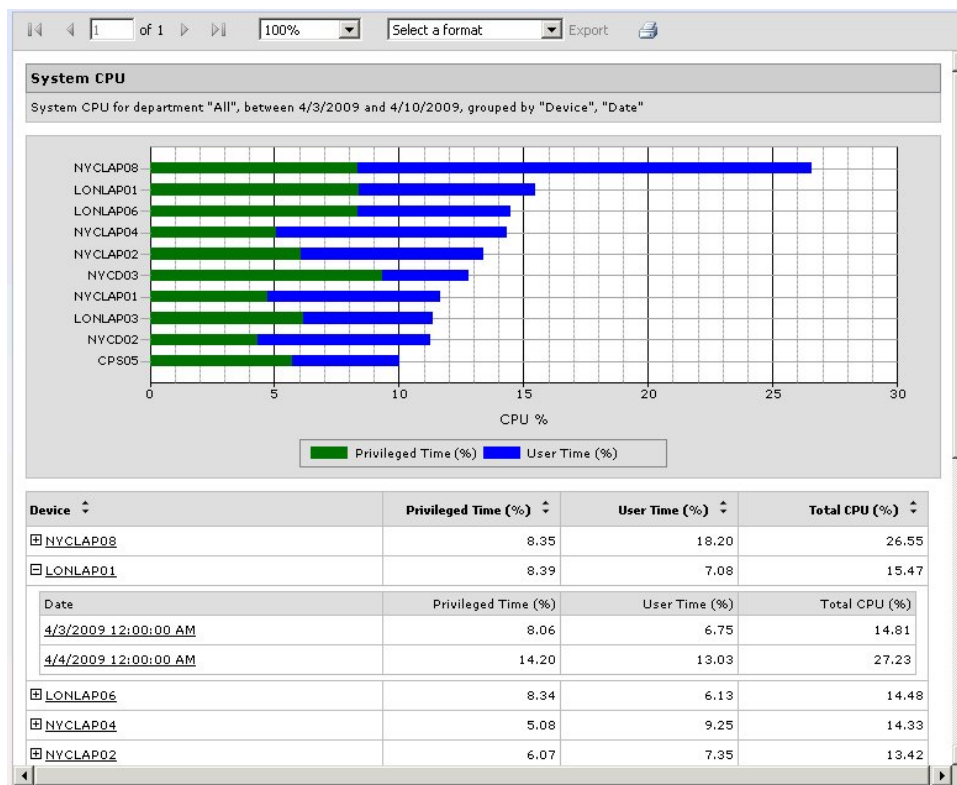 1 of 1 100% Select a format Export
System CPU
System CPU for department "All", between 4/3/2009 and 4/10/2009, grouped by "Device", "Date"
NYCLAP08
LONLAP01
LONLAP06
NYCLAP04
NYCLAP02
NYCD03
NYCLAP01
LONLAP03
NYCD02
CPS05
0 5 10 15 20 25 30
CPU %
Privileged Time (%) User Time (%)
Device Privileged Time (%) User Time (%) Total CPU (%)
NYCLAP08 8.35 18.20 26.55
LONLAP01 8.39 7.08 15.47
Date Privileged Time (%) User Time (%) Total CPU (%)
4/3/2009 12:00:00 AM 8.06 6.75 14.81
4/4/2009 12:00:00 AM 14.20 13.03 27.23
LONLAP06 8.34 6.13 14.48
NYCLAP04 5.08 9.25 14.33
NYCLAP02 6.07 7.35 13.42